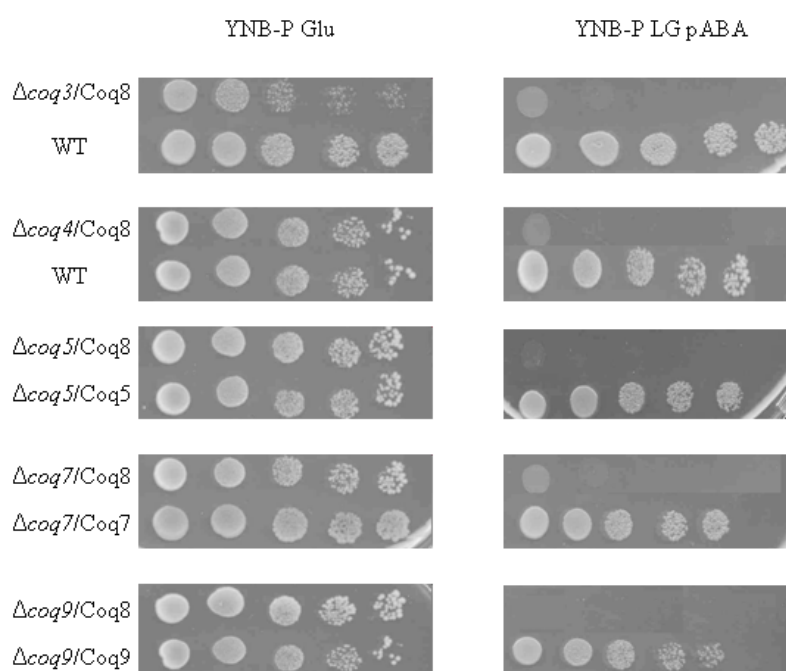 YNB-P Glu YNB-P LG pABA
Δcoq3/Coq8
WT
Δcoq4/Coq8
WT
Δcoq5/Coq8
Δcoq5/Coq5
Δcoq7/Coq8
Δcoq7/Coq7
Δcoq9/Coq8
Δcoq9/Coq9